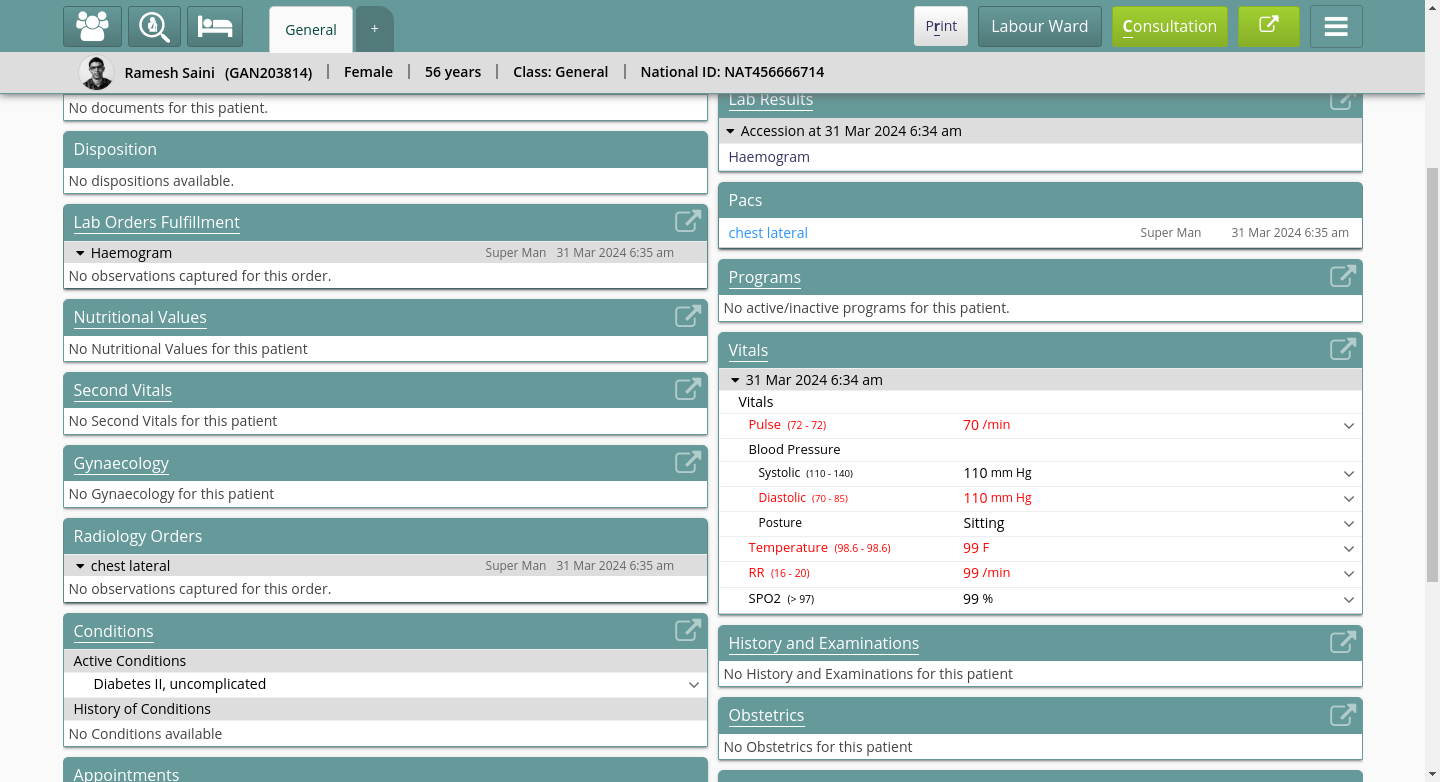 General
+
Print
Labour Ward
Consultation
Ramesh Saini (GAN203814) | Female | 56 years | Class: General | National ID: NAT456666714
No documents for this patient.
Disposition
No dispositions available.
Lab Orders Fulfillment
Haemogram Super Man 31 Mar 2024 6:35 am
No observations captured for this order.
Nutritional Values
No Nutritional Values for this patient
Second Vitals
No Second Vitals for this patient
Gynaecology
No Gynaecology for this patient
Radiology Orders
chest lateral Super Man 31 Mar 2024 6:35 am
No observations captured for this order.
Conditions
Active Conditions
Diabetes II, uncomplicated
History of Conditions
No Conditions available
Appointments
Lab Results
Accession at 31 Mar 2024 6:34 am
Haemogram
Pacs
chest lateral Super Man 31 Mar 2024 6:35 am
Programs
No active/inactive programs for this patient.
Vitals
31 Mar 2024 6:34 am
Vitals
Pulse (72 - 72) 70 /min
Blood Pressure
Systolic (110 - 140) 110 mm Hg
Diastolic (70 - 85) 110 mm Hg
Posture Sitting
Temperature (98.6 - 98.6) 99 F
RR (16 - 20) 99 /min
SPO2 (> 97) 99 %
History and Examinations
No History and Examinations for this patient
Obstetrics
No Obstetrics for this patient